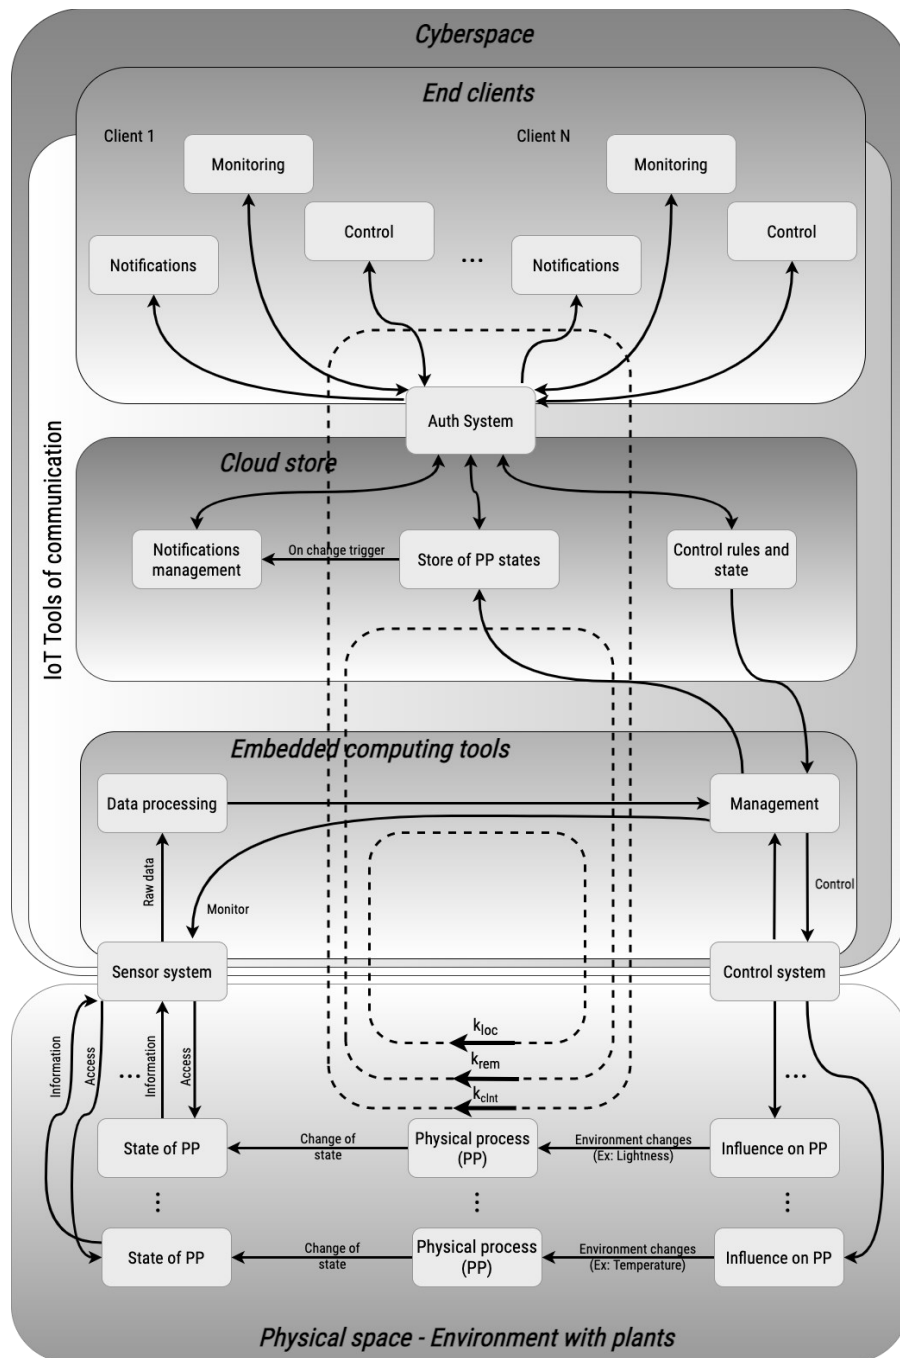 Cyberspace
End clients
Client 1
Client N
Monitoring
Monitoring
Control
Control
Notifications
...
Notifications
Auth System
IoT Tools of communication
Cloud store
Notifications
management
On change trigger
Store of PP states
Control rules and
state
Embedded computing tools
Data processing
Management
Raw data
Monitor
Control
Sensor system
Control system
Information
Access
...
Information
Access
...
kloc
krem
kclnt
State of PP
Change of
state
Physical process
(PP)
Environment changes
(Ex: Lightness)
Influence on PP
...
...
...
State of PP
Change of
state
Physical process
(PP)
Environment changes
(Ex: Temperature)
Influence on PP
Physical space - Environment with plants